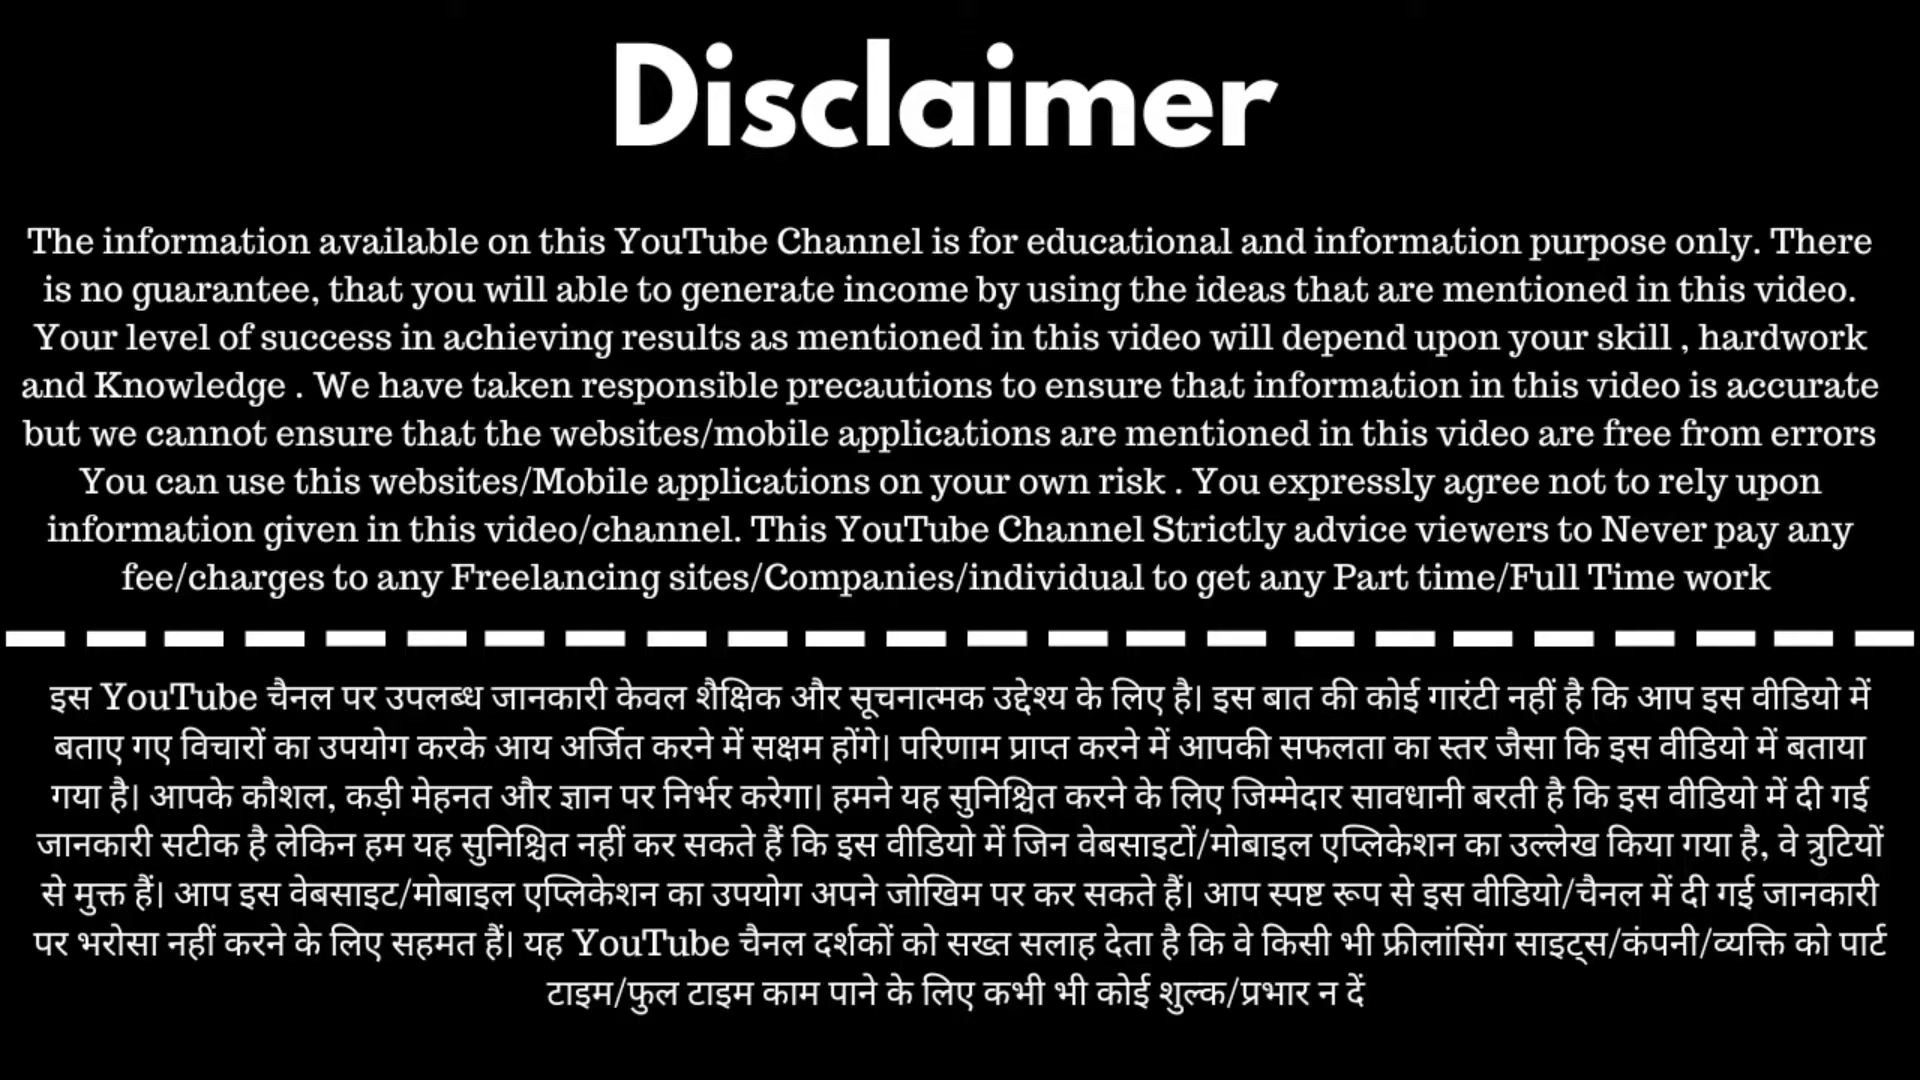 Disclaimer
The information available on this YouTube Channel is for educational and information purpose only. There
is no guarantee, that you will able to generate income by using the ideas that are mentioned in this video.
Your level of success in achieving results as mentioned in this video will depend upon your skill , hardwork
and Knowledge . We have taken responsible precautions to ensure that information in this video is accurate
but we cannot ensure that the websites/mobile applications are mentioned in this video are free from errors
You can use this websites/Mobile applications on your own risk . You expressly agree not to rely upon
information given in this video/channel. This YouTube Channel Strictly advice viewers to Never pay any
fee/charges to any Freelancing sites/Companies/individual to get any Part time/Full Time work
इस YouTube चैनल पर उपलब्ध जानकारी केवल शैक्षिक और सूचनात्मक उद्देश्य के लिए है। इस बात की कोई गारंटी नहीं है कि आप इस वीडियो में
बताए गए विचारों का उपयोग करके आय अर्जित करने में सक्षम होंगे। परिणाम प्राप्त करने में आपकी सफलता का स्तर जैसा कि इस वीडियो में बताया
गया है। आपके कौशल, कड़ी मेहनत और ज्ञान पर निर्भर करेगा। हमने यह सुनिश्चित करने के लिए जिम्मेदार सावधानी बरती है कि इस वीडियो में दी गई
जानकारी सटीक है लेकिन हम यह सुनिश्चित नहीं कर सकते हैं कि इस वीडियो में जिन वेबसाइटों/मोबाइल एप्लिकेशन का उल्लेख किया गया है, वे त्रुटियों
से मुक्त हैं। आप इस वेबसाइट/मोबाइल एप्लिकेशन का उपयोग अपने जोखिम पर कर सकते हैं। आप स्पष्ट रूप से इस वीडियो/चैनल में दी गई जानकारी
पर भरोसा नहीं करने के लिए सहमत हैं। यह YouTube चैनल दर्शकों को सख्त सलाह देता है कि वे किसी भी फ्रीलांसिंग साइट्स/कंपनी/व्यक्ति को पार्ट
टाइम/फुल टाइम काम पाने के लिए कभी भी कोई शुल्क/प्रभार न दें